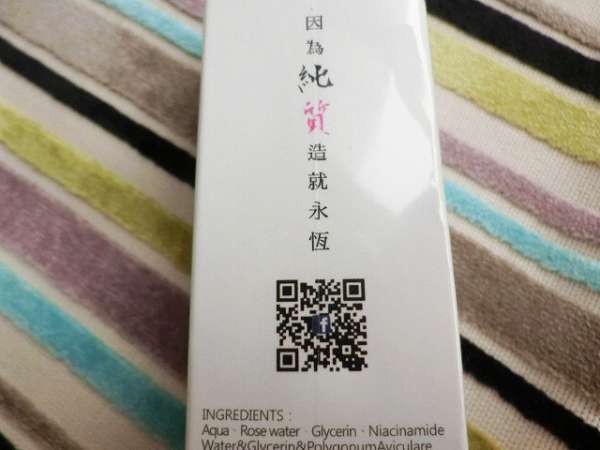 因為純質造就永恆
f
INGREDIENTS：
Aqua、Rose water、Glycerin、Niacinamide
Water&Glycerin&PolygonumAviculare